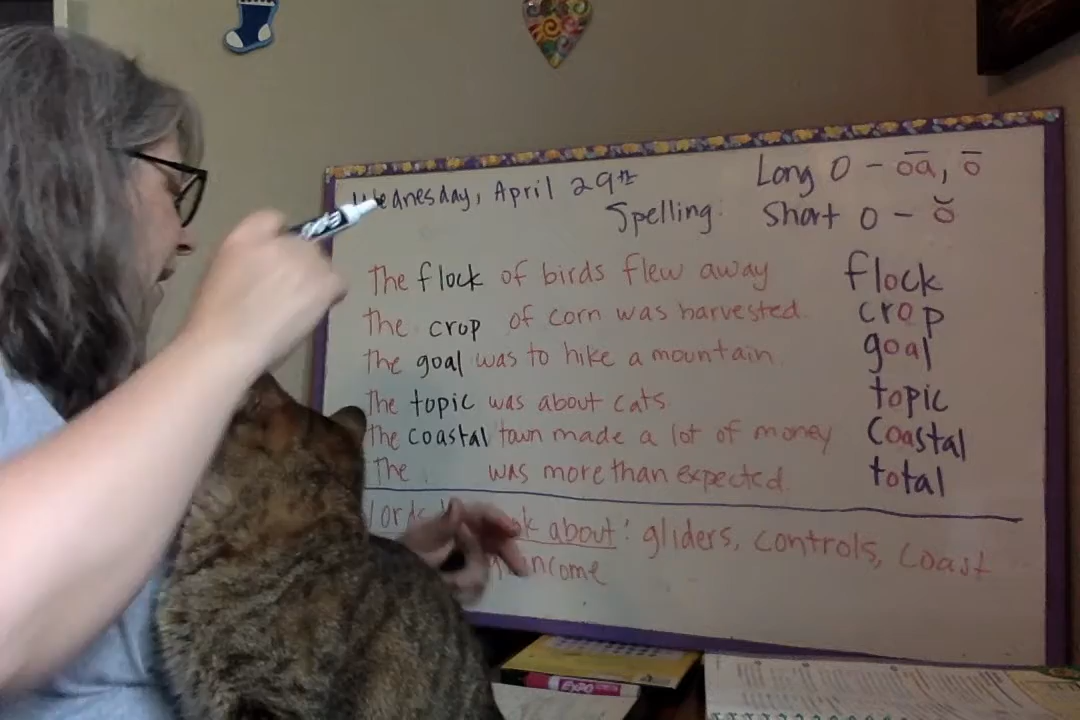 Wednesday, April 29th
Long O - oa, ō
Spelling: Short O - ŏ
The flock of birds flew away flock
The crop of corn was harvested. crop
The goal was to hike a mountain. goal
The topic was about cats. topic
The coastal town made a lot of money coastal
The was more than expected. total
about: gliders, controls, coast
income
EXPO